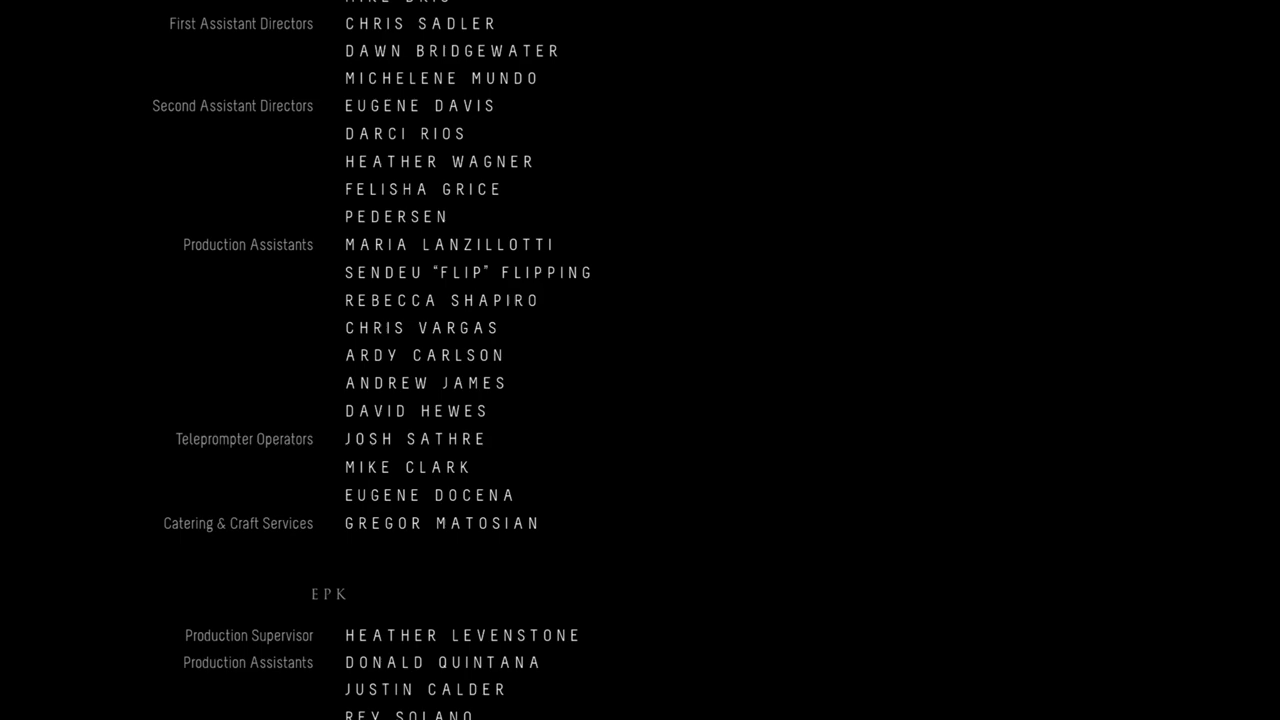 First Assistant Directors CHRIS SADLER
DAWN BRIDGEWATER
MICHELENE MUNDO
Second Assistant Directors EUGENE DAVIS
DARCI RIOS
HEATHER WAGNER
FELISHA GRICE
PEDERSEN
Production Assistants MARIA LANZILLOTTI
SENDEU “FLIP” FLIPPING
REBECCA SHAPIRO
CHRIS VARGAS
ARDY CARLSON
ANDREW JAMES
DAVID HEWES
Teleprompter Operators JOSH SATHRE
MIKE CLARK
EUGENE DOCENA
Catering & Craft Services GREGOR MATOSIAN
EPK
Production Supervisor HEATHER LEVENSTONE
Production Assistants DONALD QUINTANA
JUSTIN CALDER
REY SOLANO